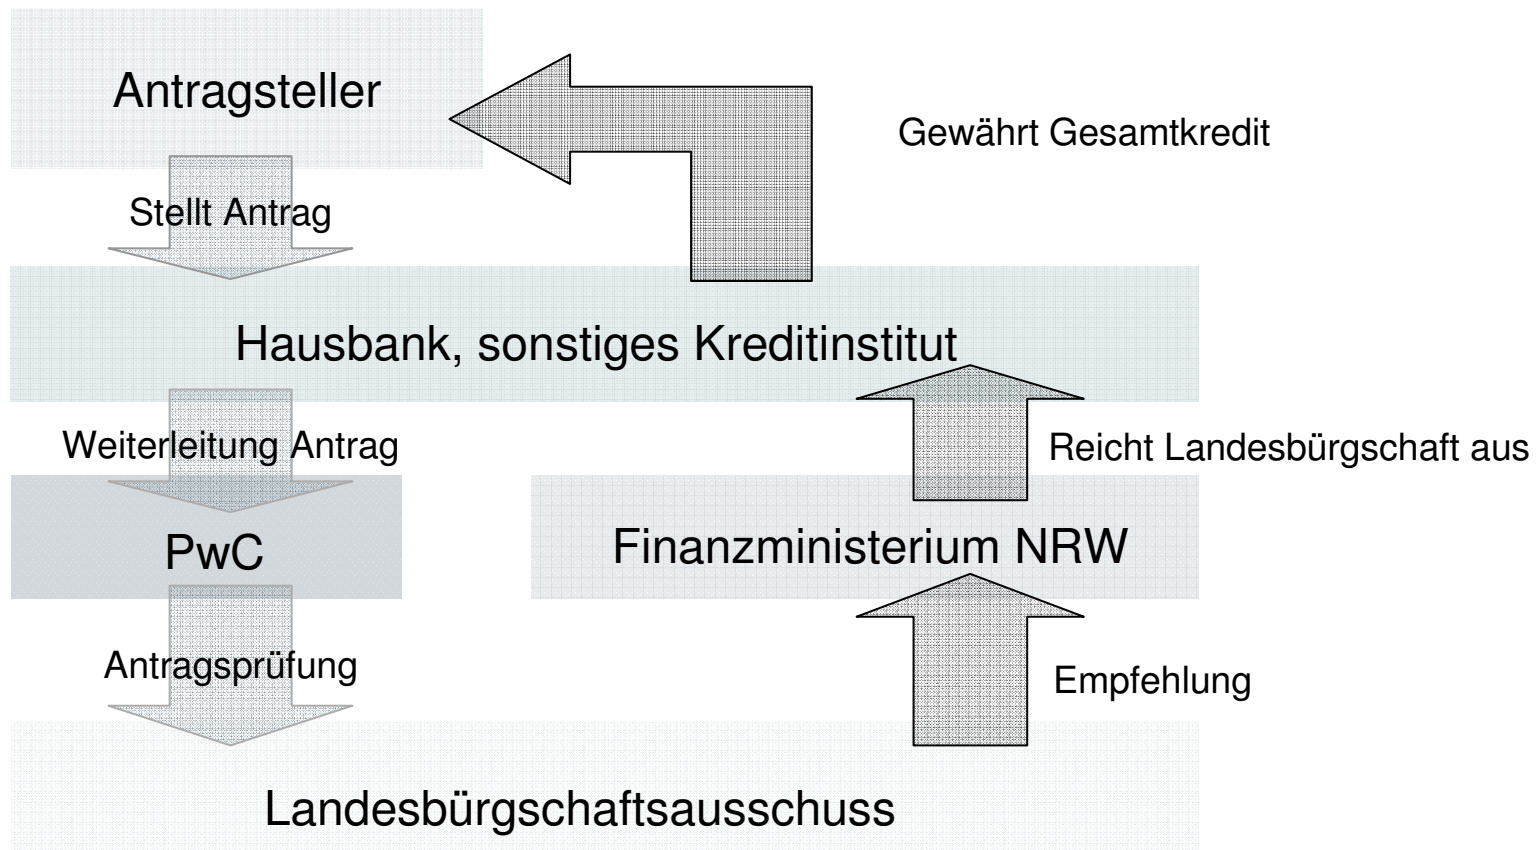 Antragsteller
Gewährt Gesamtkredit
Stellt Antrag
Hausbank, sonstiges Kreditinstitut
Weiterleitung Antrag
Reicht Landesbürgschaft aus
PwC
Finanzministerium NRW
Antragsprüfung
Empfehlung
Landesbürgschaftsausschuss